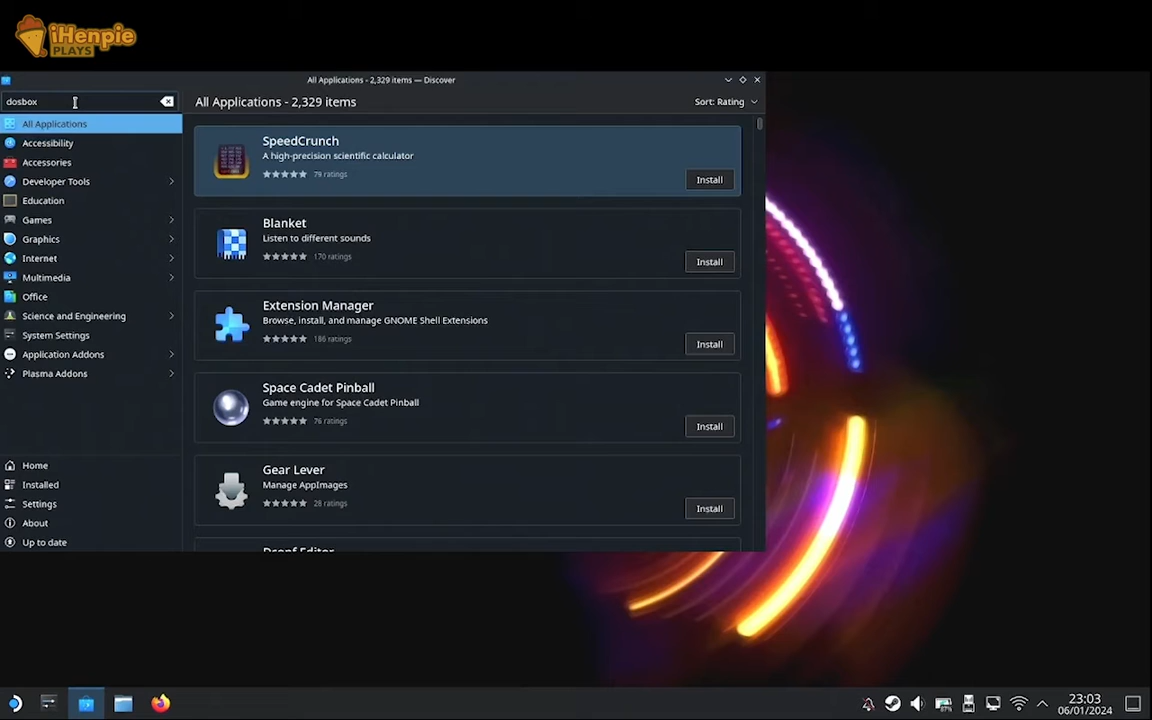 iHenpie
PLAYS
All Applications - 2,329 items — Discover
dosbox
All Applications - 2,329 items
Sort: Rating
All Applications
Accessibility
Accessories
Developer Tools
Education
Games
Graphics
Internet
Multimedia
Office
Science and Engineering
System Settings
Application Addons
Plasma Addons
Home
Installed
Settings
About
Up to date
SpeedCrunch
A high-precision scientific calculator
79 ratings
Install
Blanket
Listen to different sounds
170 ratings
Install
Extension Manager
Browse, install, and manage GNOME Shell Extensions
186 ratings
Install
Space Cadet Pinball
Game engine for Space Cadet Pinball
76 ratings
Install
Gear Lever
Manage AppImages
28 ratings
Install
Dconf Editor
23:03
06/01/2024